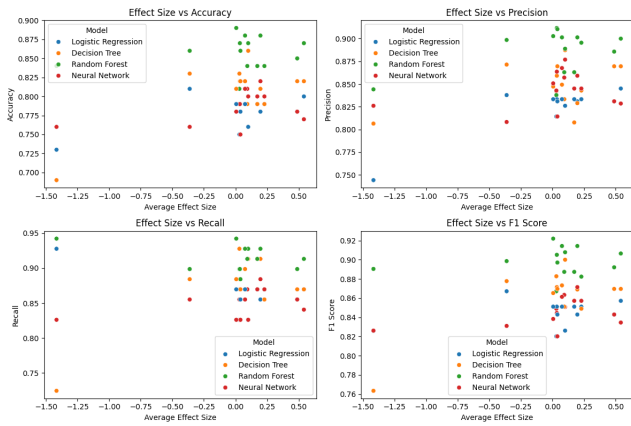 Effect Size vs Accuracy
Model
Logistic Regression
Decision Tree
Random Forest
Neural Network
0.900
0.875
0.850
0.825
0.800
0.775
0.750
0.725
0.700
Accuracy
−1.50 −1.25 −1.00 −0.75 −0.50 −0.25 0.00 0.25 0.50
Average Effect Size
Effect Size vs Precision
Model
Logistic Regression
Decision Tree
Random Forest
Neural Network
0.900
0.875
0.850
0.825
0.800
0.775
0.750
Precision
−1.50 −1.25 −1.00 −0.75 −0.50 −0.25 0.00 0.25 0.50
Average Effect Size
Effect Size vs Recall
0.95
0.90
0.85
0.80
0.75
Recall
Model
Logistic Regression
Decision Tree
Random Forest
Neural Network
−1.50 −1.25 −1.00 −0.75 −0.50 −0.25 0.00 0.25 0.50
Average Effect Size
Effect Size vs F1 Score
0.92
0.90
0.88
0.86
0.84
0.82
0.80
0.78
0.76
F1 Score
Model
Logistic Regression
Decision Tree
Random Forest
Neural Network
−1.50 −1.25 −1.00 −0.75 −0.50 −0.25 0.00 0.25 0.50
Average Effect Size